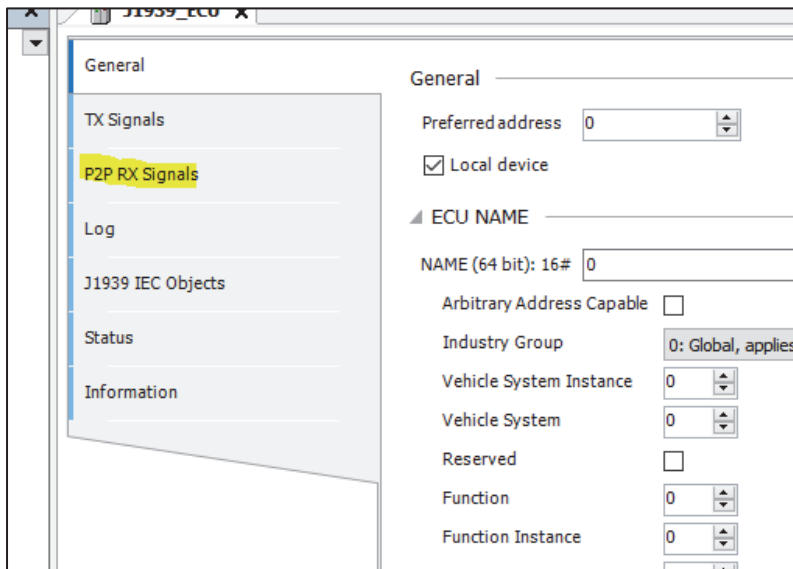 J1939_ECU
General
TX Signals
P2P RX Signals
Log
J1939 IEC Objects
Status
Information
General
Preferred address 0
Local device
ECU NAME
NAME (64 bit): 16# 0
Arbitrary Address Capable
Industry Group 0: Global, applies
Vehicle System Instance 0
Vehicle System 0
Reserved
Function 0
Function Instance 0